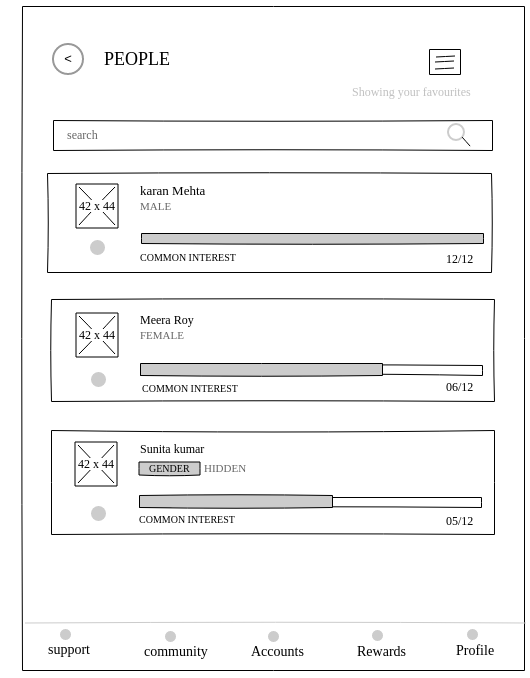 < PEOPLE
Showing your favourites
search
42 x 44
karan Mehta
MALE
COMMON INTEREST 12/12
42 x 44
Meera Roy
FEMALE
COMMON INTEREST 06/12
42 x 44
Sunita kumar
GENDER HIDDEN
COMMON INTEREST 05/12
support community Accounts Rewards Profile